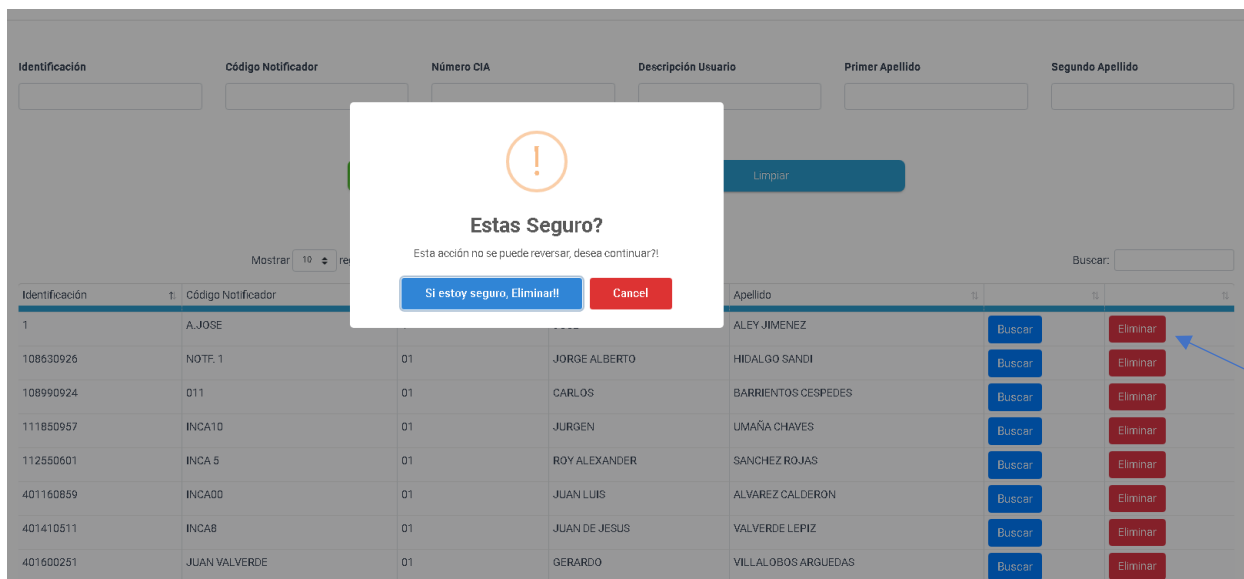 Identificación Código Notificador Número CIA Descripción Usuario Primer Apellido Segundo Apellido
Limpiar
Estas Seguro?
Esta acción no se puede reversar, desea continuar?!
Si estoy seguro, Eliminar!! Cancel
Mostrar 10 Buscar:
Identificación Código Notificador Apellido
1 A.JOSE ALEY JIMENEZ Buscar Eliminar
108630926 NOTF. 1 01 JORGE ALBERTO HIDALGO SANDI Buscar Eliminar
108990924 011 01 CARLOS BARRIENTOS CESPEDES Buscar Eliminar
111850957 INCA10 01 JURGEN UMAÑA CHAVES Buscar Eliminar
112550601 INCA 5 01 ROY ALEXANDER SANCHEZ ROJAS Buscar Eliminar
401160859 INCA00 01 JUAN LUIS ALVAREZ CALDERON Buscar Eliminar
401410511 INCA8 01 JUAN DE JESUS VALVERDE LEPIZ Buscar Eliminar
401600251 JUAN VALVERDE 01 GERARDO VILLALOBOS ARGUEDAS Buscar Eliminar